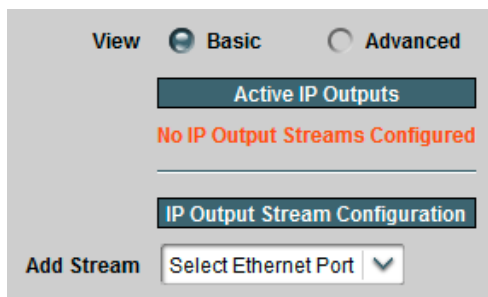 View Basic Advanced
Active IP Outputs
No IP Output Streams Configured
IP Output Stream Configuration
Add Stream Select Ethernet Port